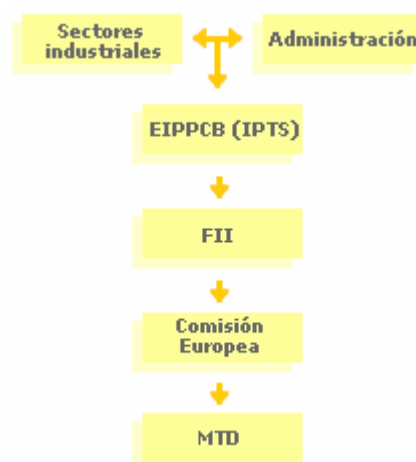 Sectores
industriales
Administración
EIPPCB (IPTS)
FII
Comisión
Europea
MTD